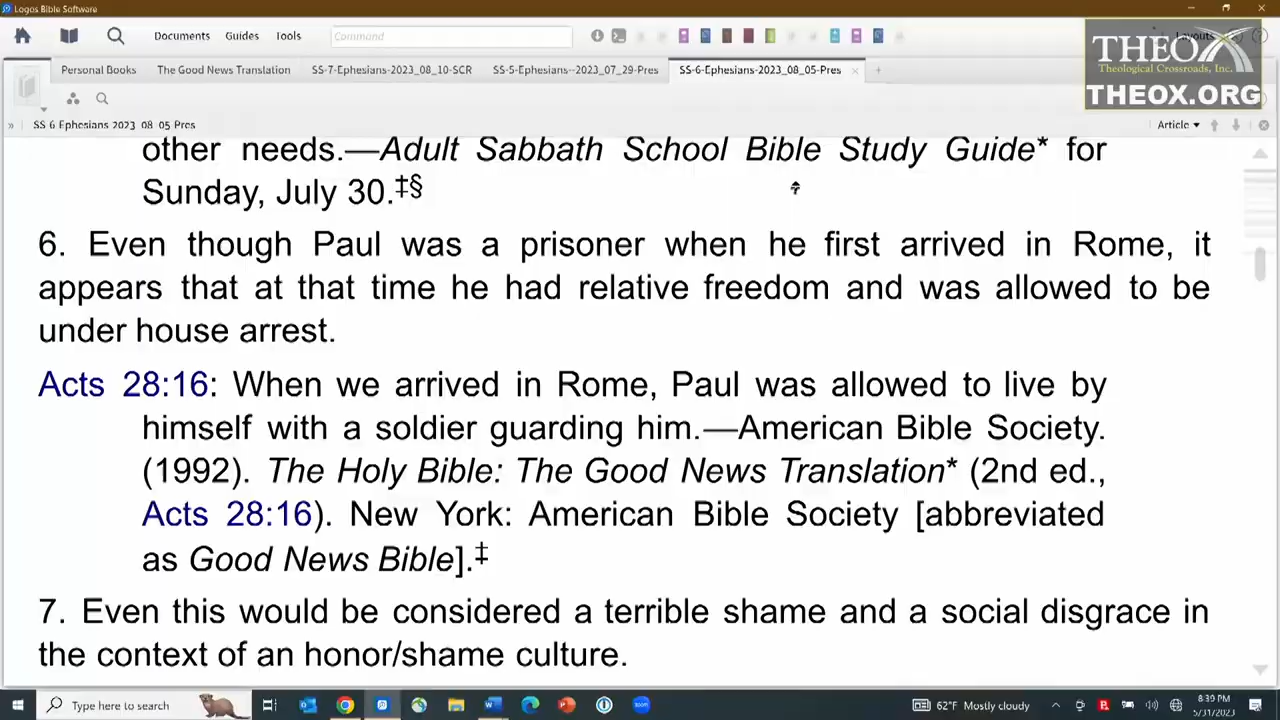 Logos Bible Software
Documents Guides Tools Command Layouts
THEOX
Theological Crossroads, Inc.
THEOX.ORG
Personal Books The Good News Translation SS-7-Ephesians--2023_08_12-SCG SS-5-Ephesians--2023_07_29-Pres SS-6-Ephesians-2023_08_05-Pres
SS-6-Ephesians-2023_08_05-Pres Article
other needs.—Adult Sabbath School Bible Study Guide* for
Sunday, July 30.‡§
6. Even though Paul was a prisoner when he first arrived in Rome, it
appears that at that time he had relative freedom and was allowed to be
under house arrest.
Acts 28:16: When we arrived in Rome, Paul was allowed to live by
himself with a soldier guarding him.—American Bible Society.
(1992). The Holy Bible: The Good News Translation* (2nd ed.,
Acts 28:16). New York: American Bible Society [abbreviated
as Good News Bible].‡
7. Even this would be considered a terrible shame and a social disgrace in
the context of an honor/shame culture.
Type here to search 62°F Mostly cloudy 8:39 PM
5/31/2023